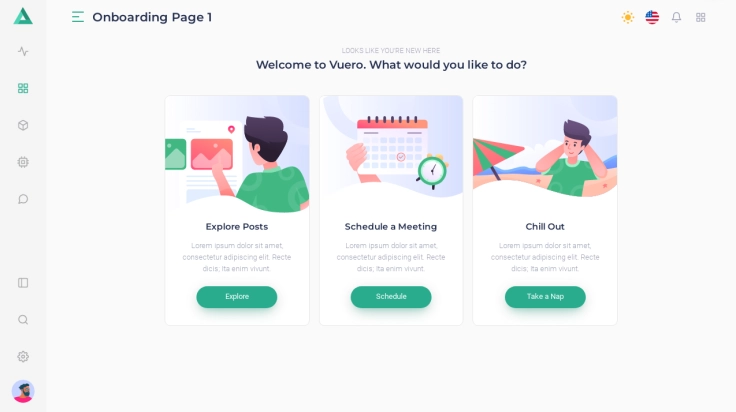 Onboarding Page 1
LOOKS LIKE YOU'RE NEW HERE
Welcome to Vuero. What would you like to do?
Explore Posts
Lorem ipsum dolor sit amet,
consectetur adipiscing elit. Recte
dicis, ita enim vivunt.
Explore
Schedule a Meeting
Lorem ipsum dolor sit amet,
consectetur adipiscing elit. Recte
dicis, ita enim vivunt.
Schedule
Chill Out
Lorem ipsum dolor sit amet,
consectetur adipiscing elit. Recte
dicis, ita enim vivunt.
Take a Nap